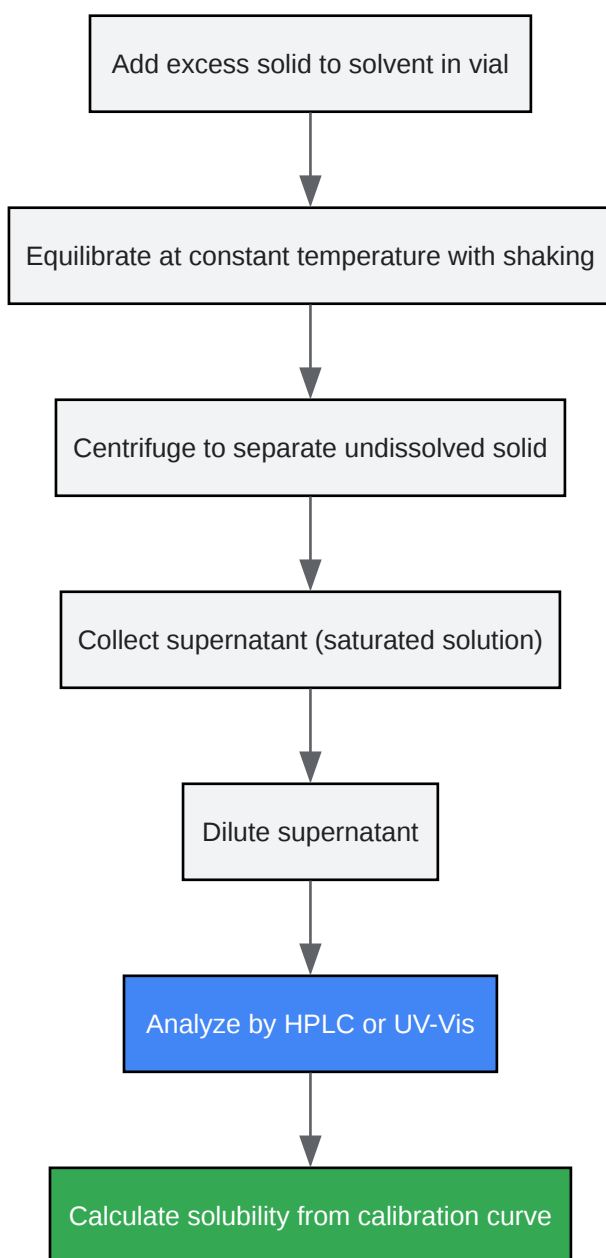 Add excess solid to solvent in vial
Equilibrate at constant temperature with shaking
Centrifuge to separate undissolved solid
Collect supernatant (saturated solution)
Dilute supernatant
Analyze by HPLC or UV-Vis
Calculate solubility from calibration curve